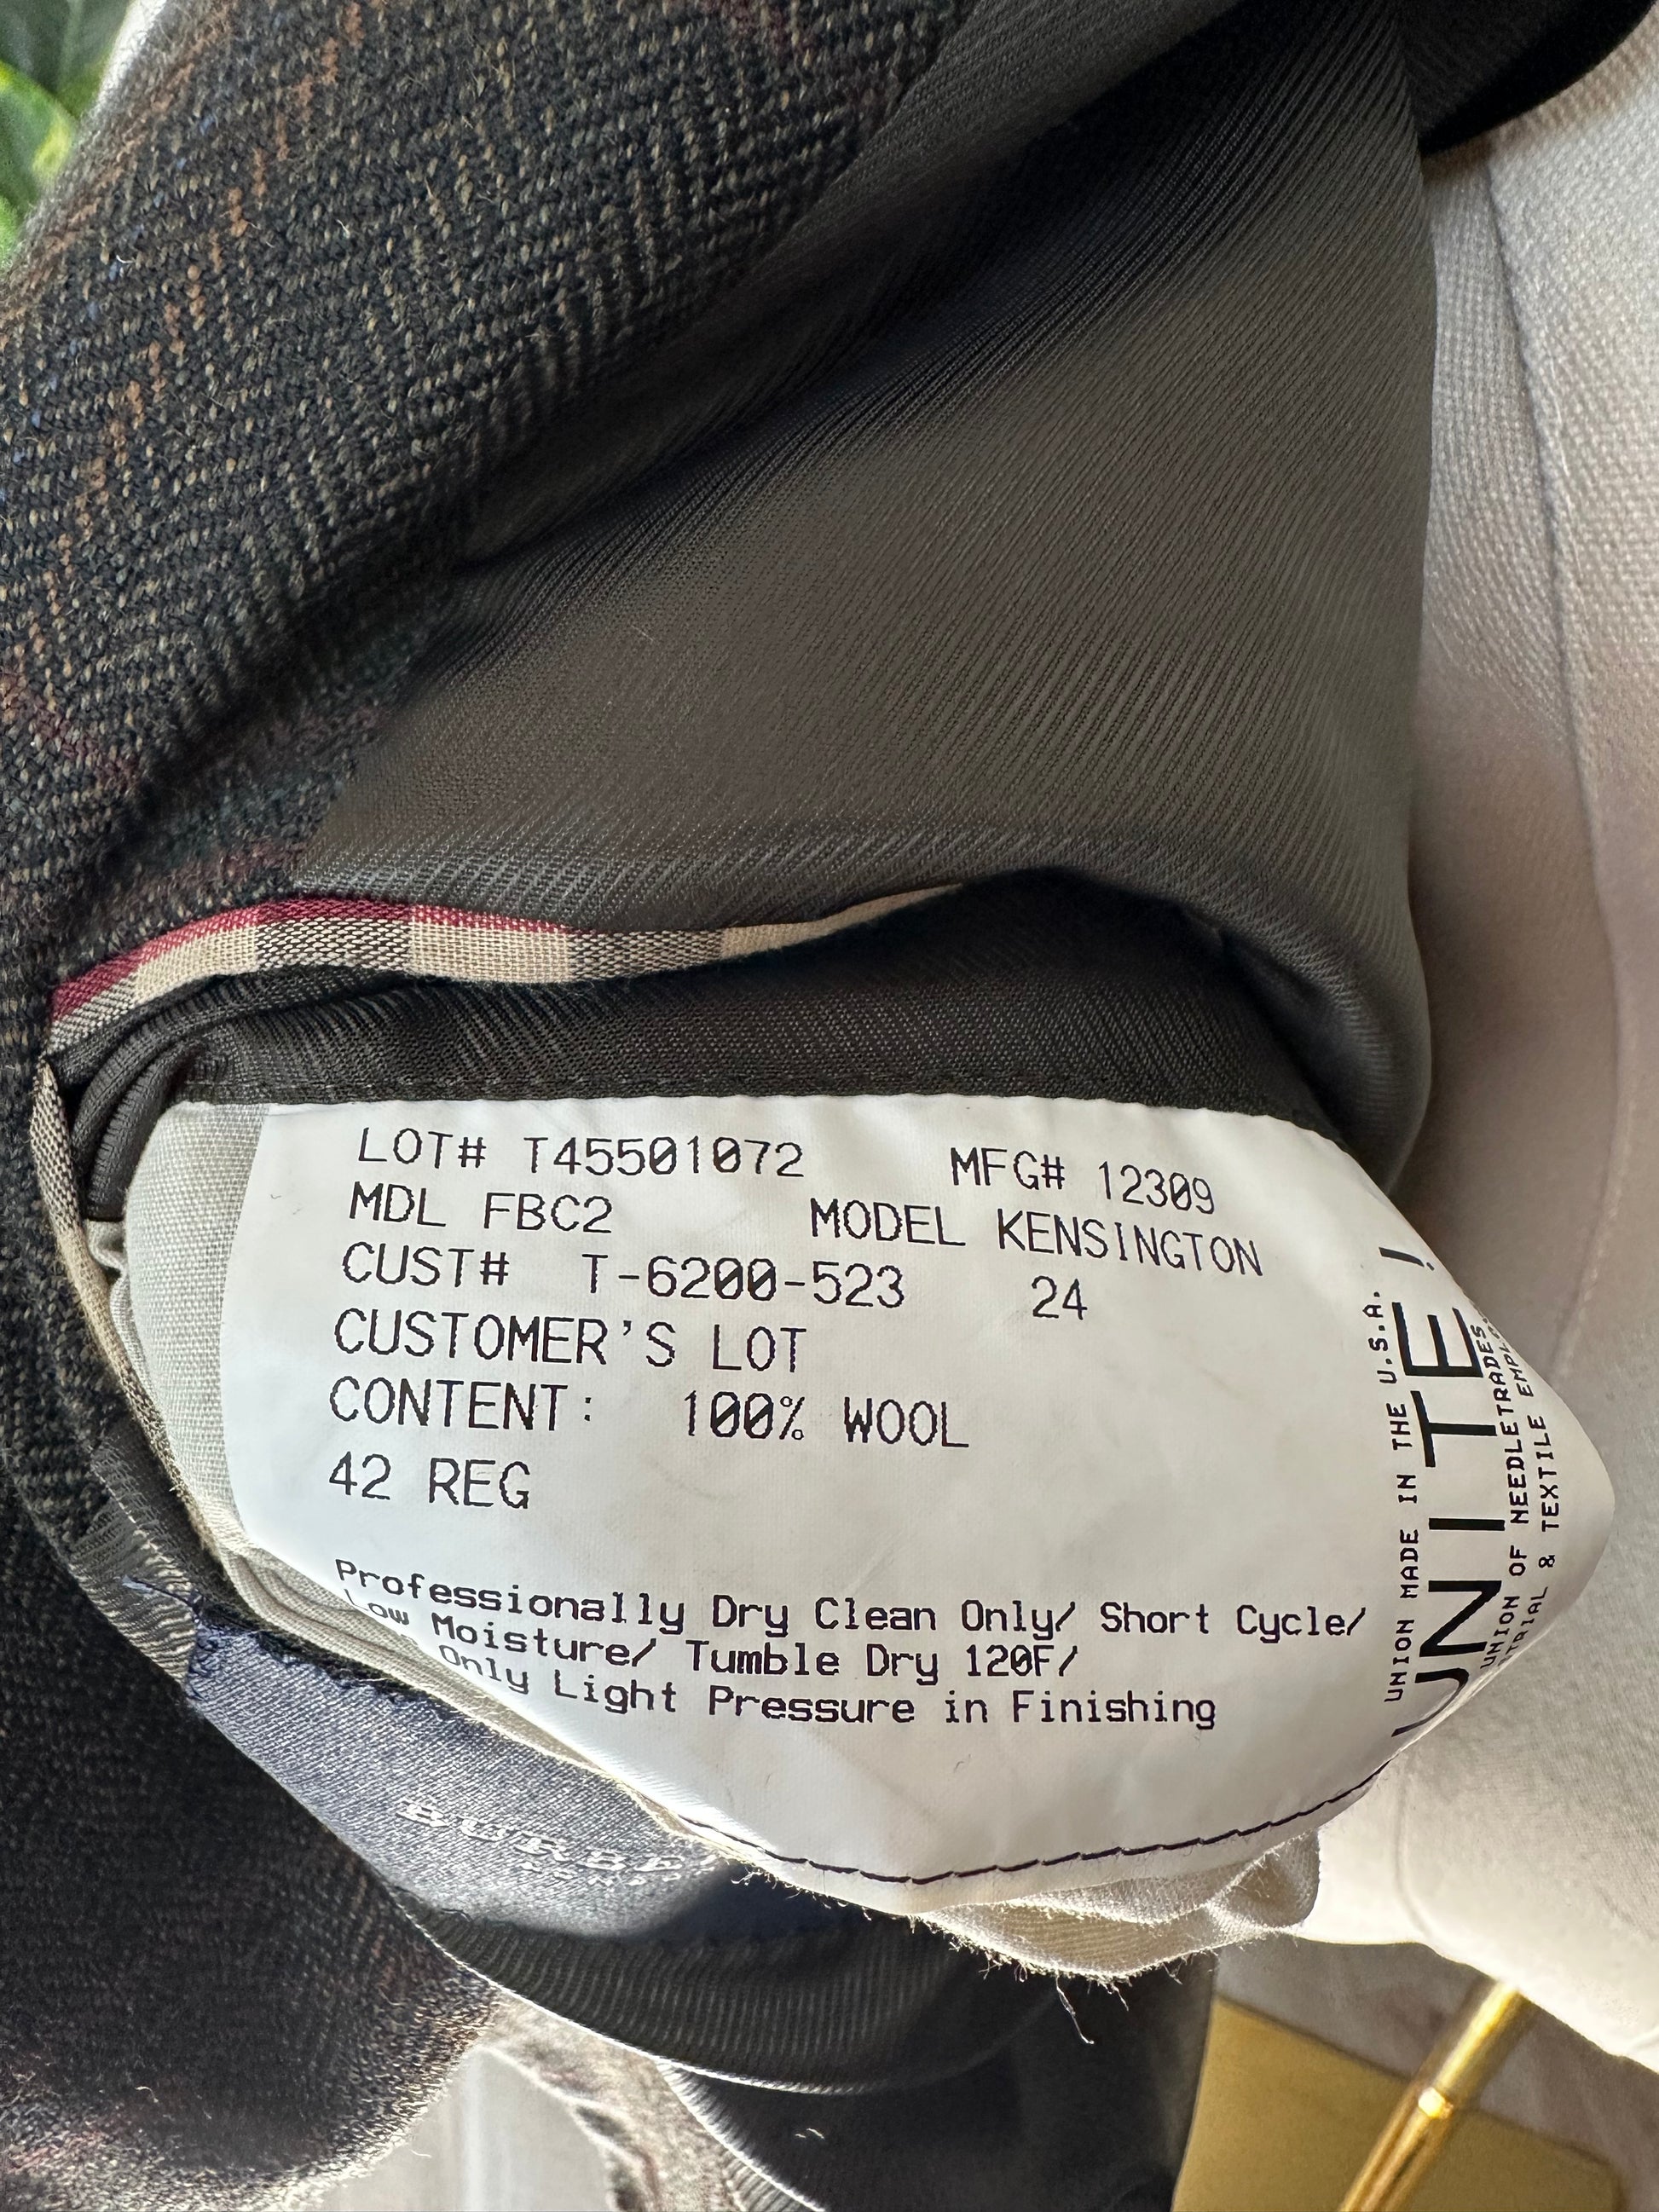 LOT# T45501072 MFG# 12309
MDL FBC2 MODEL KENSINGTON
CUST# T-6200-523 24
CUSTOMER'S LOT
CONTENT: 100% WOOL
42 REG
Professionally Dry Clean Only/ Short Cycle/
Low Moisture/ Tumble Dry 120F/
Only Light Pressure in Finishing
UNION MADE IN THE U.S.A.
UNITE!
UNION OF NEEDLETRADES,
& TEXTILE